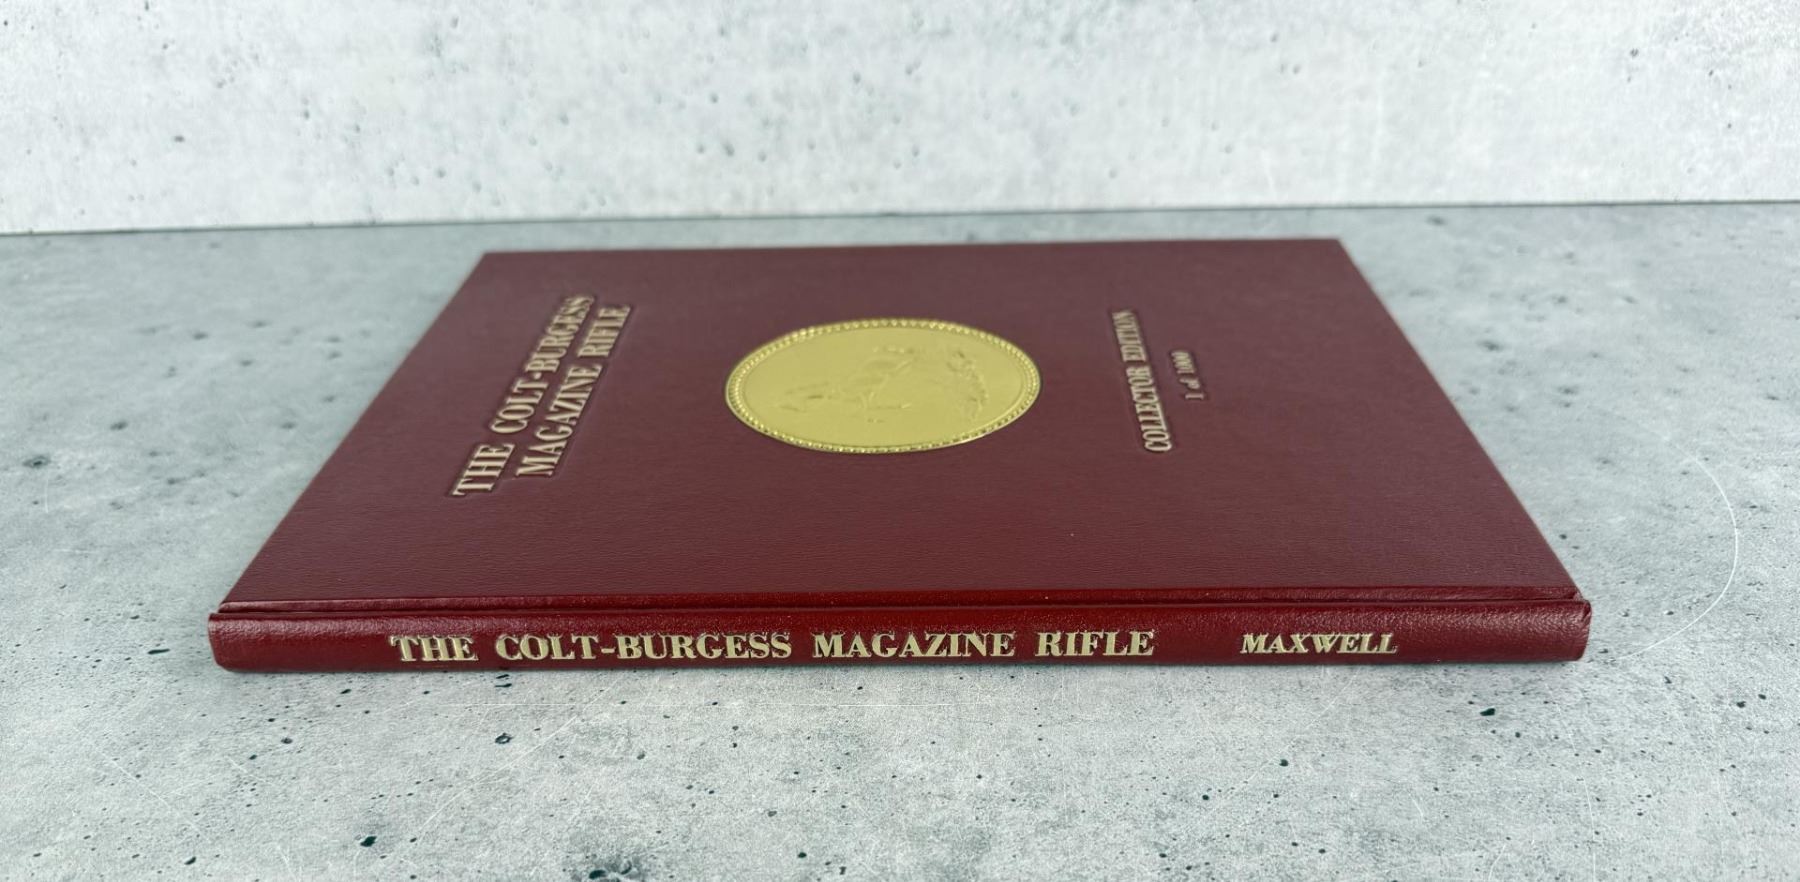 THE COLT-BURGESS
MAGAZINE RIFLE
COLLECTOR EDITION
1 of 1000
THE COLT-BURGESS MAGAZINE RIFLE MAXWELL